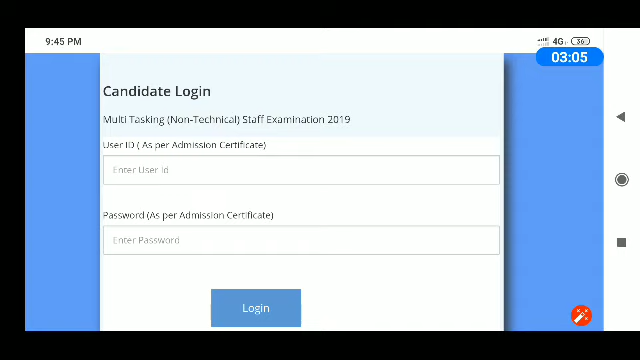 9:45 PM
4G 36
03:05
Candidate Login
Multi Tasking (Non-Technical) Staff Examination 2019
User ID ( As per Admission Certificate)
Enter User Id
Password (As per Admission Certificate)
Enter Password
Login